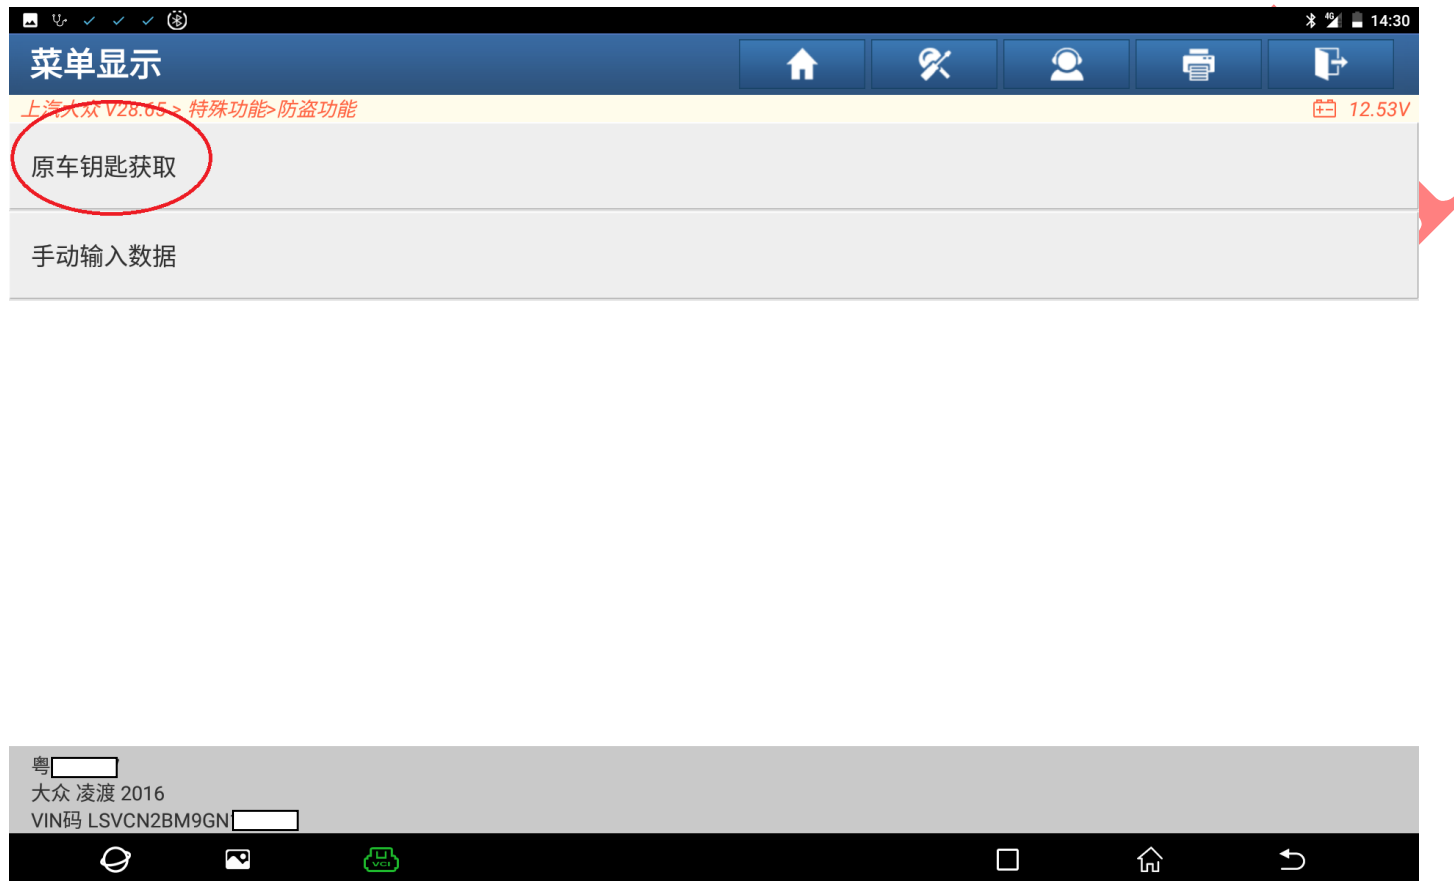 14:30
菜单显示
上汽大众 V28.65 > 特殊功能>防盗功能
12.53V
原车钥匙获取
手动输入数据
粤
大众 凌渡 2016
VIN码 LSVCN2BM9GN
VCI